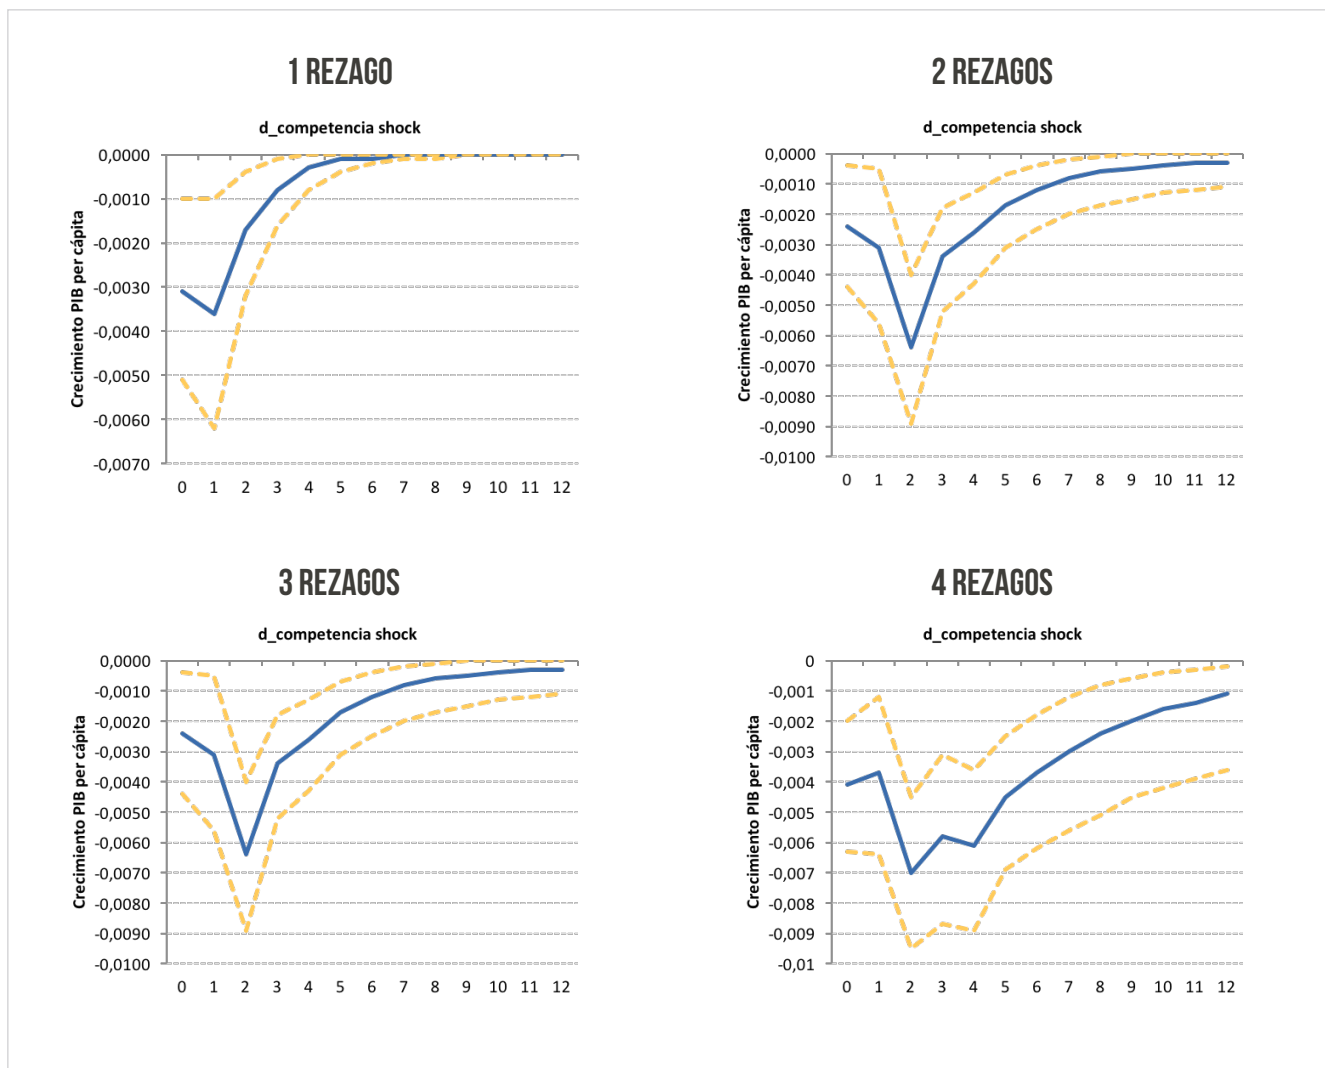 1 REZAGO
d_competencia shock
Crecimiento PIB per cápita
0,0000
-0,0010
-0,0020
-0,0030
-0,0040
-0,0050
-0,0060
-0,0070
0 1 2 3 4 5 6 7 8 9 10 11 12
2 REZAGOS
d_competencia shock
Crecimiento PIB per cápita
0,0000
-0,0010
-0,0020
-0,0030
-0,0040
-0,0050
-0,0060
-0,0070
-0,0080
-0,0090
-0,0100
0 1 2 3 4 5 6 7 8 9 10 11 12
3 REZAGOS
d_competencia shock
Crecimiento PIB per cápita
0,0000
-0,0010
-0,0020
-0,0030
-0,0040
-0,0050
-0,0060
-0,0070
-0,0080
-0,0090
-0,0100
0 1 2 3 4 5 6 7 8 9 10 11 12
4 REZAGOS
d_competencia shock
Crecimiento PIB per cápita
0
-0,001
-0,002
-0,003
-0,004
-0,005
-0,006
-0,007
-0,008
-0,009
-0,01
0 1 2 3 4 5 6 7 8 9 10 11 12